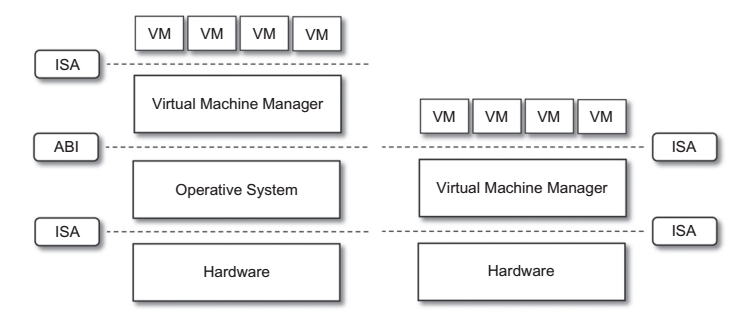 VM VM VM VM
ISA
Virtual Machine Manager
ABI
Operative System
ISA
Hardware
VM VM VM VM
ISA
Virtual Machine Manager
ISA
Hardware